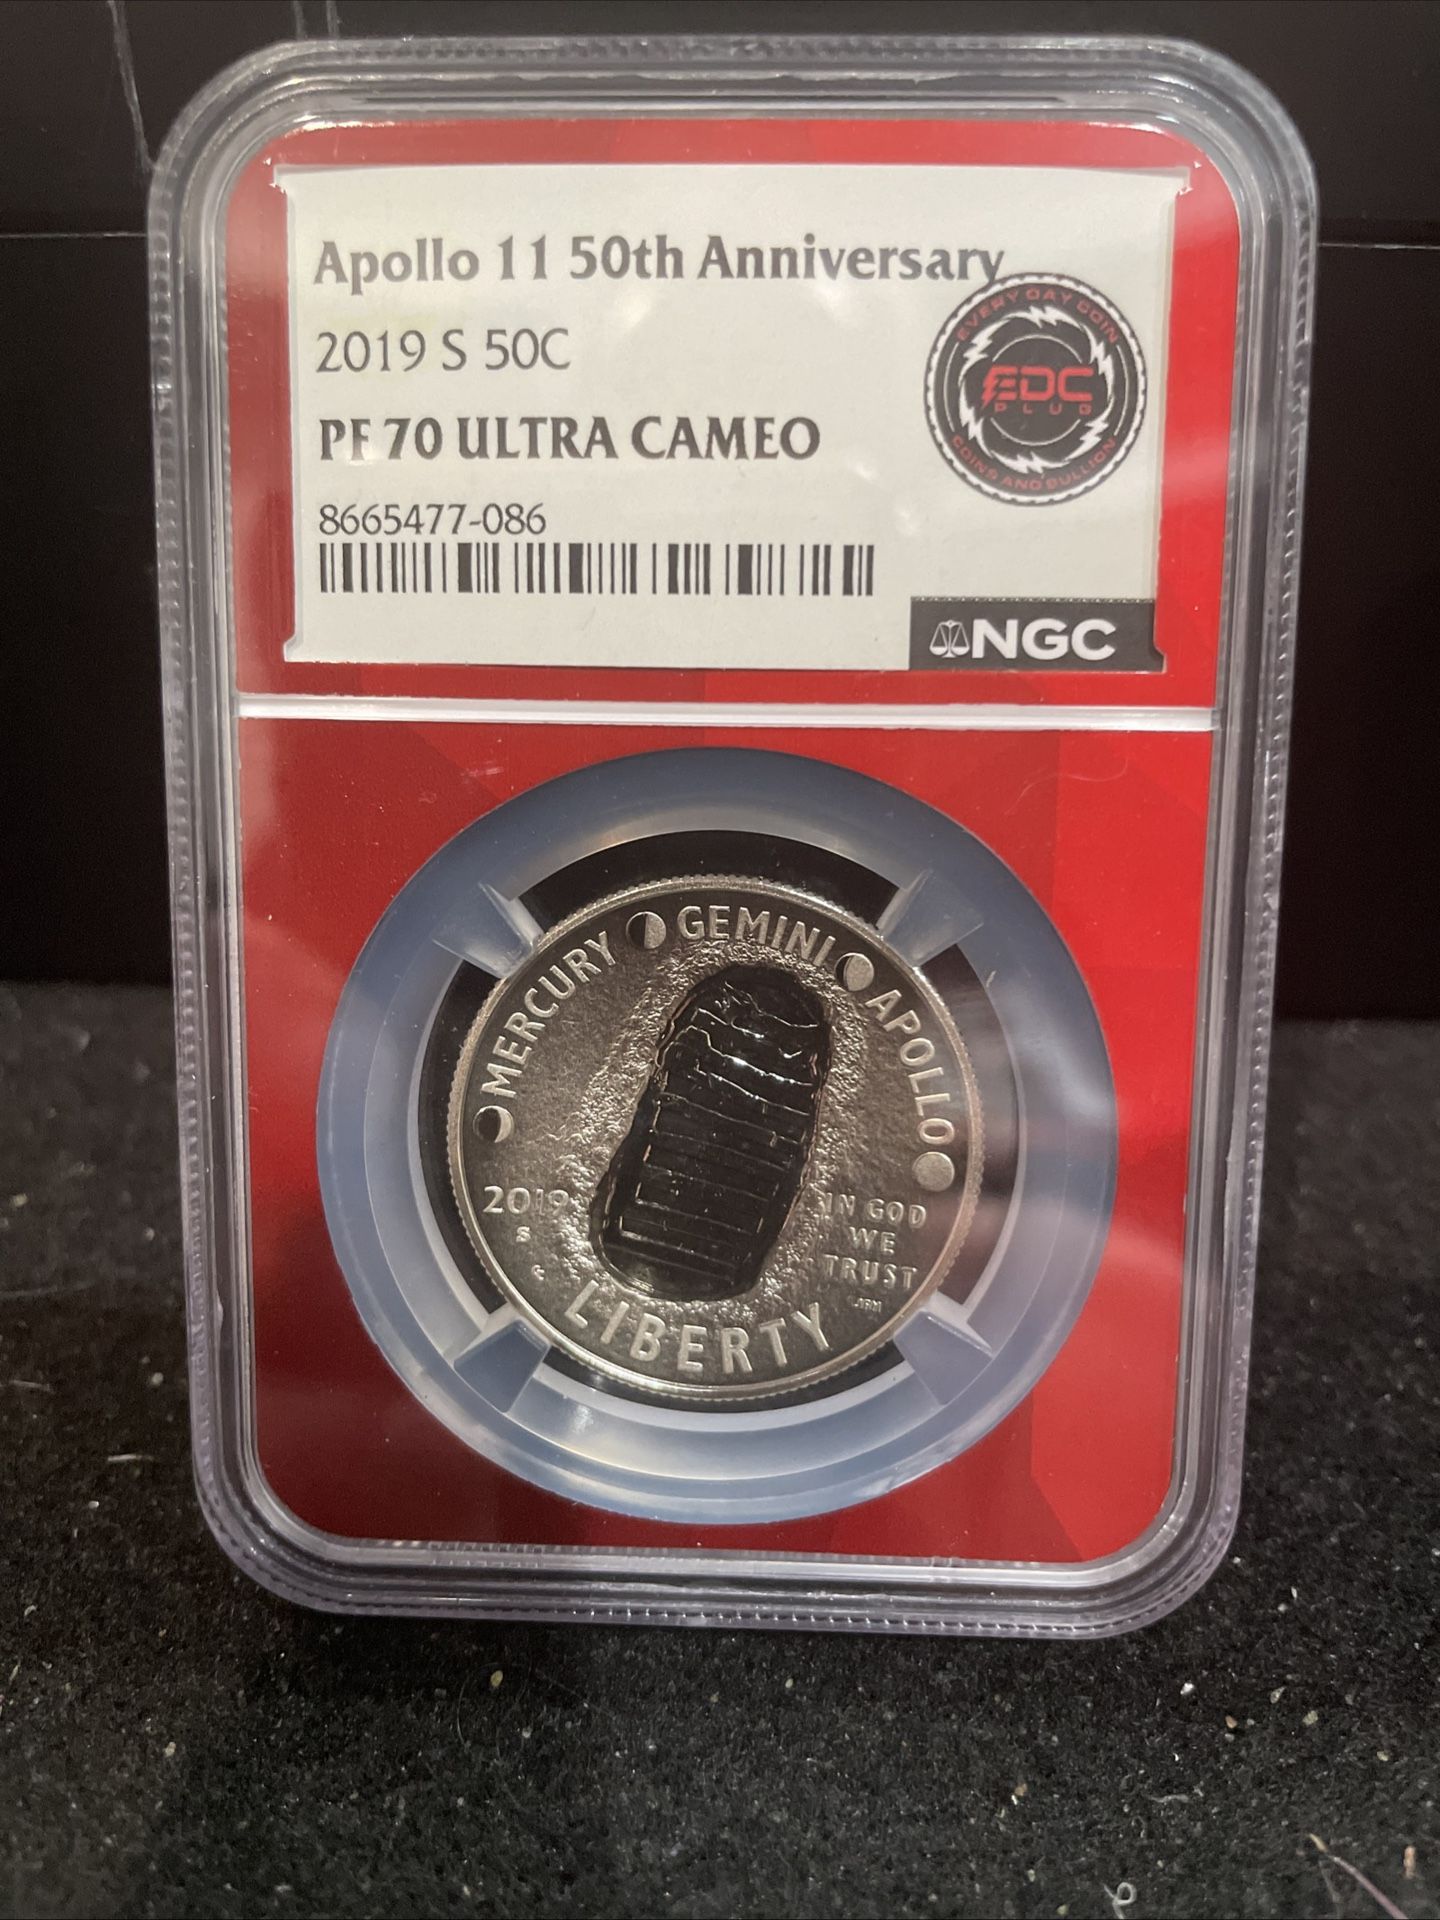 Apollo 11 50th Anniversary
2019 S 50C
PF 70 ULTRA CAMEO
8665477-086
EVERY DAY COIN
EDC
PLUG
COINS AND BULLION
NGC
MERCURY GEMINI APOLLO
2019
S
IN GOD
WE
TRUST
JFM
LIBERTY